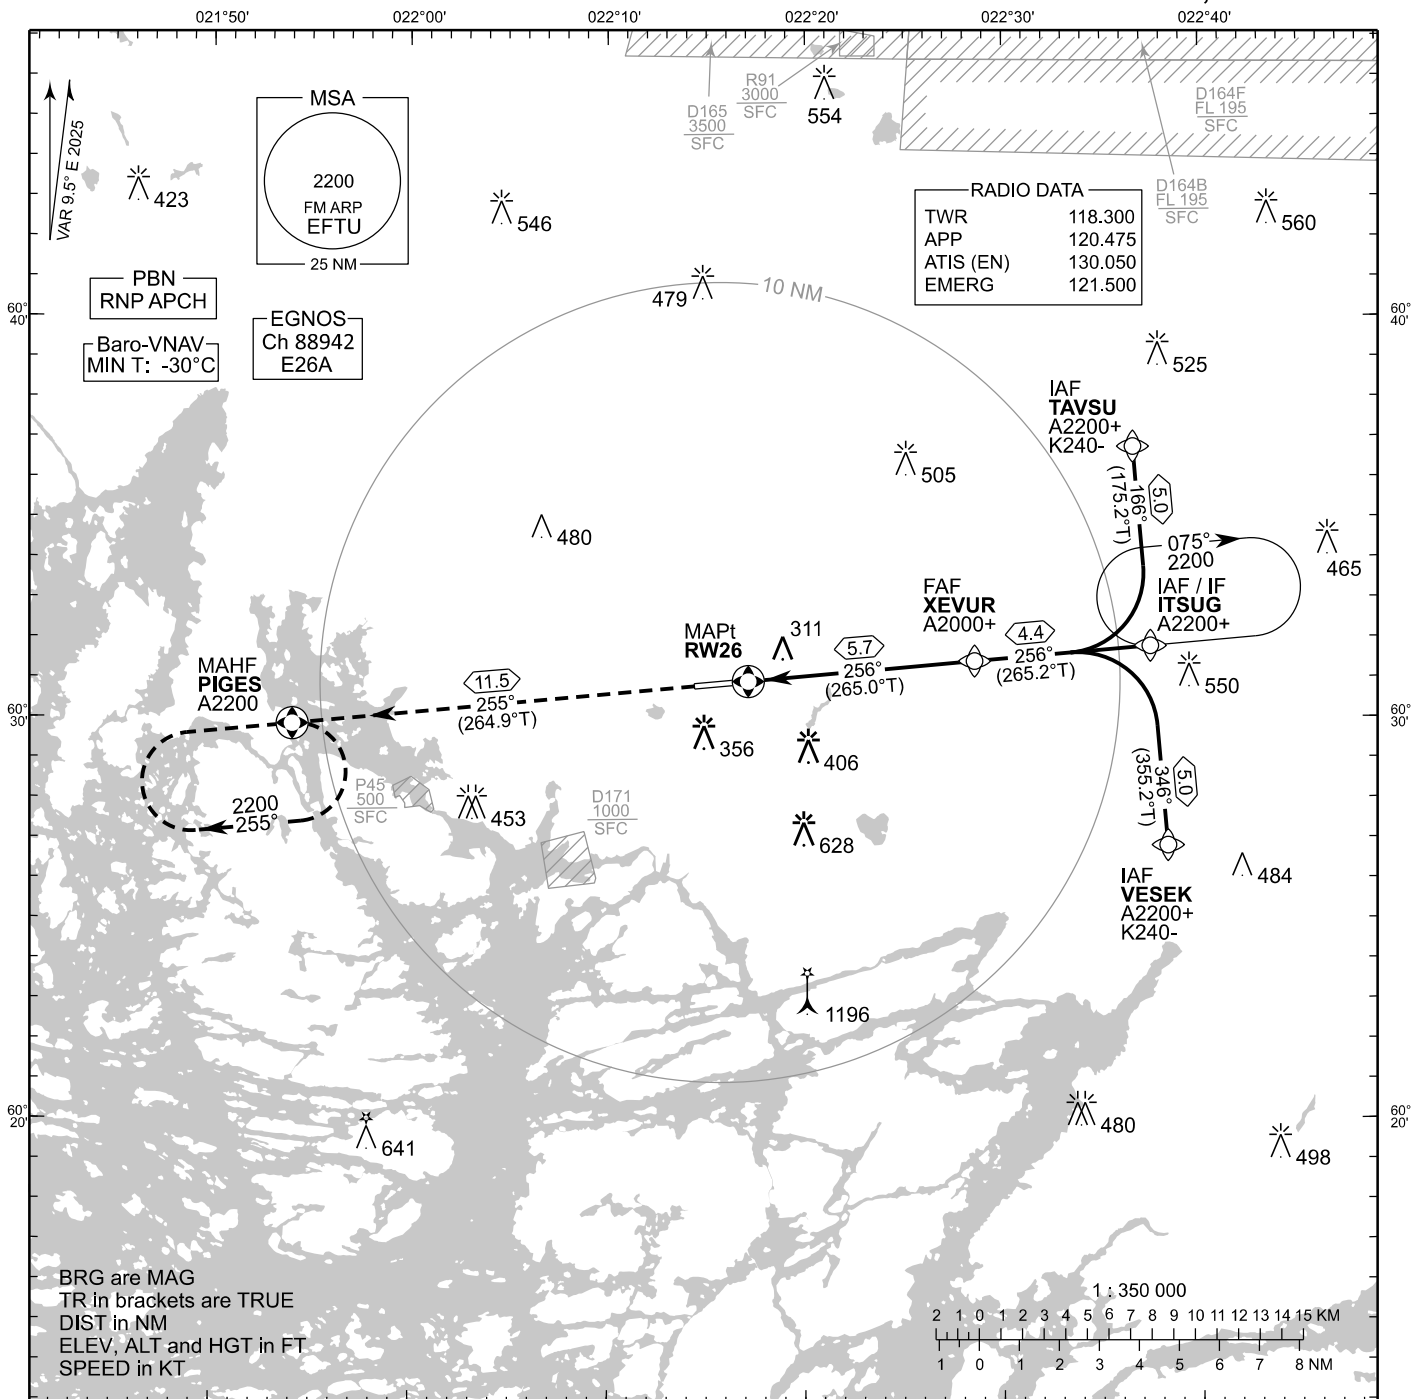 021°50'
022°00'
022°10'
022°20'
022°30'
022°40'
VAR 9.5° E 2025
MSA
2200
FM ARP
EFTU
25 NM
PBN
RNP APCH
Baro-VNAV
MIN T: -30°C
EGNOS
Ch 88942
E26A
423
546
479
554
R91
3000
SFC
D165
3500
SFC
D164F
FL 195
SFC
D164B
FL 195
SFC
RADIO DATA
TWR 118.300
APP 120.475
ATIS (EN) 130.050
EMERG 121.500
560
10 NM
60°
40'
60°
40'
525
IAF
TAVSU
A2200+
K240-
166°
(175.2°T)
5.0
505
480
465
075°
2200
IAF / IF
ITSUG
A2200+
550
FAF
XEVUR
A2000+
4.4
256°
(265.2°T)
5.7
256°
(265.0°T)
311
MAPt
RW26
MAHF
PIGES
A2200
11.5
255°
(264.9°T)
60°
30'
60°
30'
356
406
628
2200
255°
P45
500
SFC
453
D171
1000
SFC
346°
(355.2°T)
5.0
IAF
VESEK
A2200+
K240-
484
1196
60°
20'
60°
20'
641
480
498
BRG are MAG
TR in brackets are TRUE
DIST in NM
ELEV, ALT and HGT in FT
SPEED in KT
1 : 350 000
2 1 0 1 2 3 4 5 6 7 8 9 10 11 12 13 14 15 KM
1 0 1 2 3 4 5 6 7 8 NM